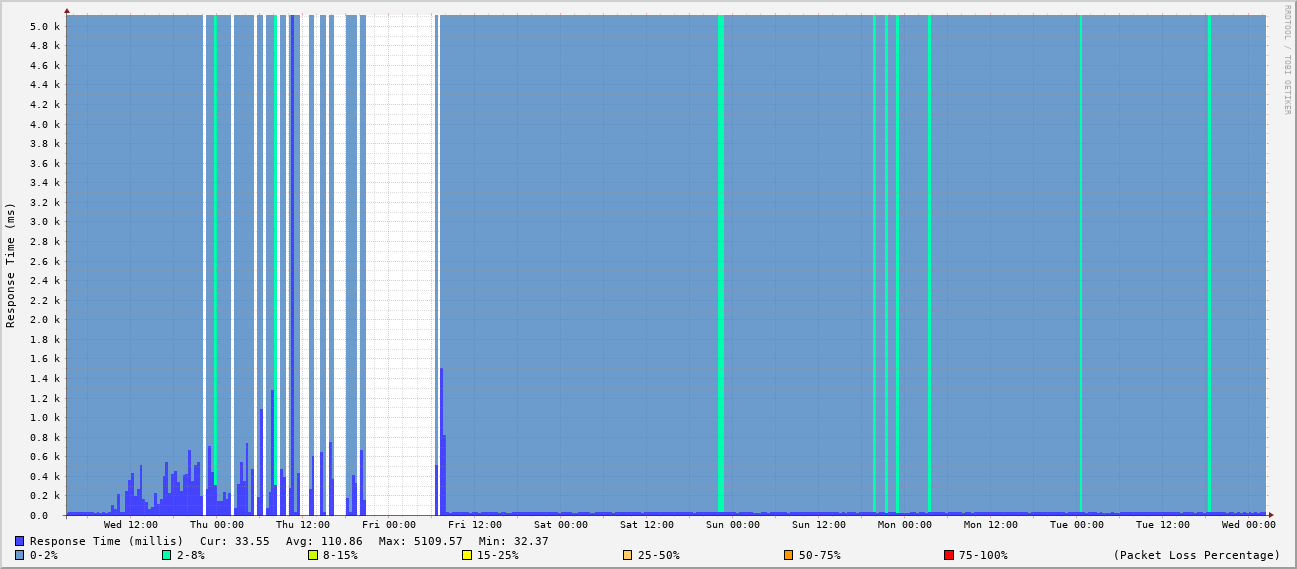 RRDTOOL / TOBI OETIKER
Response Time (ms)
5.0 k
4.8 k
4.6 k
4.4 k
4.2 k
4.0 k
3.8 k
3.6 k
3.4 k
3.2 k
3.0 k
2.8 k
2.6 k
2.4 k
2.2 k
2.0 k
1.8 k
1.6 k
1.4 k
1.2 k
1.0 k
0.8 k
0.6 k
0.4 k
0.2 k
0.0
Wed 12:00 Thu 00:00 Thu 12:00 Fri 00:00 Fri 12:00 Sat 00:00 Sat 12:00 Sun 00:00 Sun 12:00 Mon 00:00 Mon 12:00 Tue 00:00 Tue 12:00 Wed 00:00
Response Time (millis) Cur: 33.55 Avg: 110.86 Max: 5109.57 Min: 32.37
0-2% 2-8% 8-15% 15-25% 25-50% 50-75% 75-100% (Packet Loss Percentage)